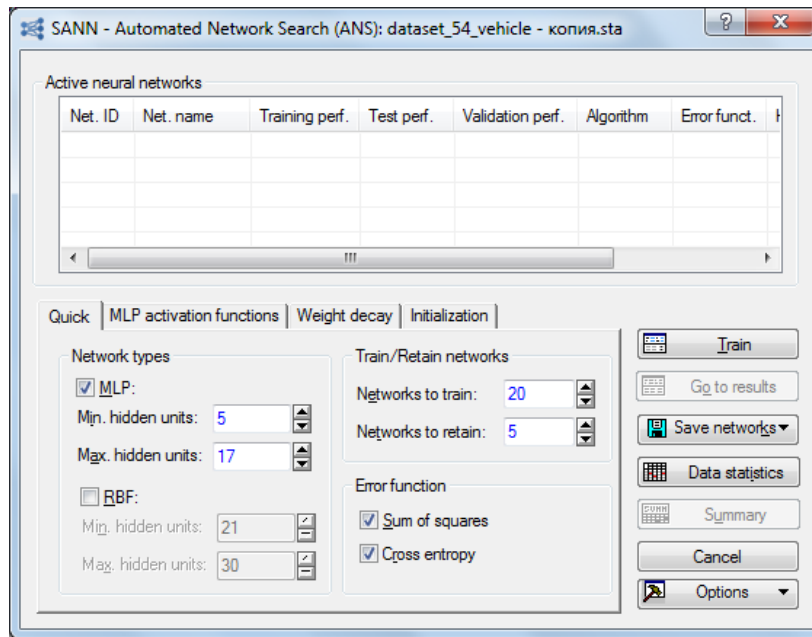 SANN - Automated Network Search (ANS): dataset_54_vehicle - копия.sta
Active neural networks
Net. ID Net. name Training perf. Test perf. Validation perf. Algorithm Error funct.
Quick MLP activation functions Weight decay Initialization
Network types
MLP:
Min. hidden units: 5
Max. hidden units: 17
RBF:
Min. hidden units: 21
Max. hidden units: 30
Train/Retain networks
Networks to train: 20
Networks to retain: 5
Error function
Sum of squares
Cross entropy
Train
Go to results
Save networks
Data statistics
Summary
Cancel
Options